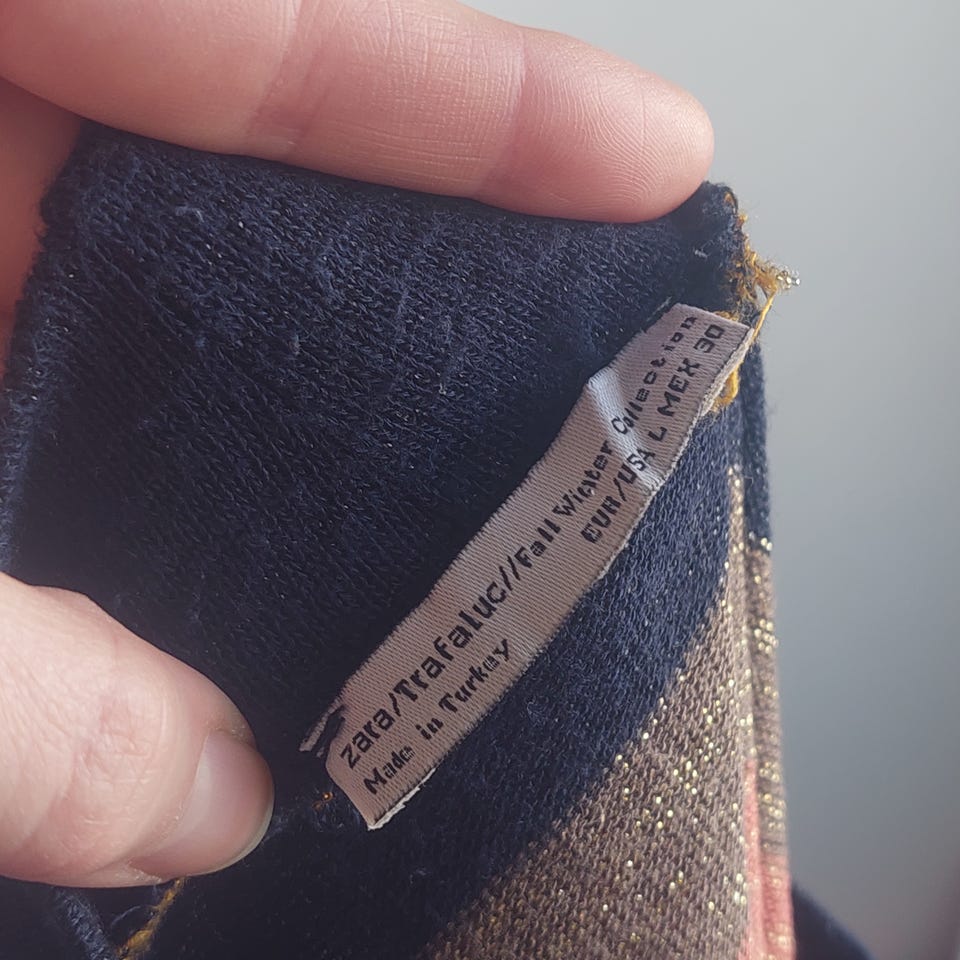 zara/Trafaluc//Fall Winter Collection
Made in Turkey EUR/USA L MEX 30